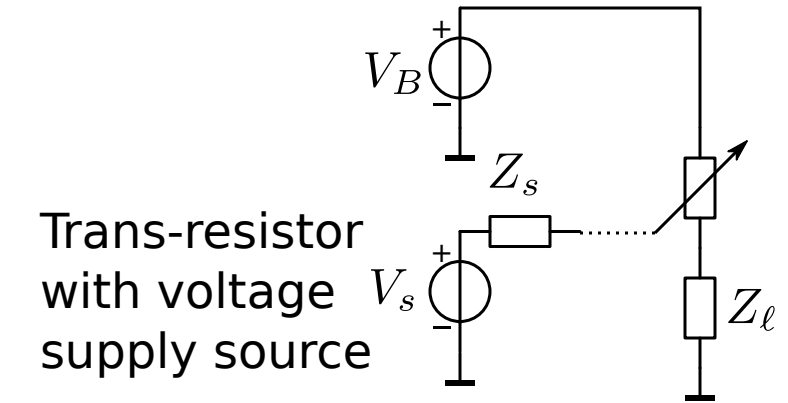 +
V_B
−
Z_s
Trans-resistor
with voltage
supply source
+
V_s
−
Z_ℓ